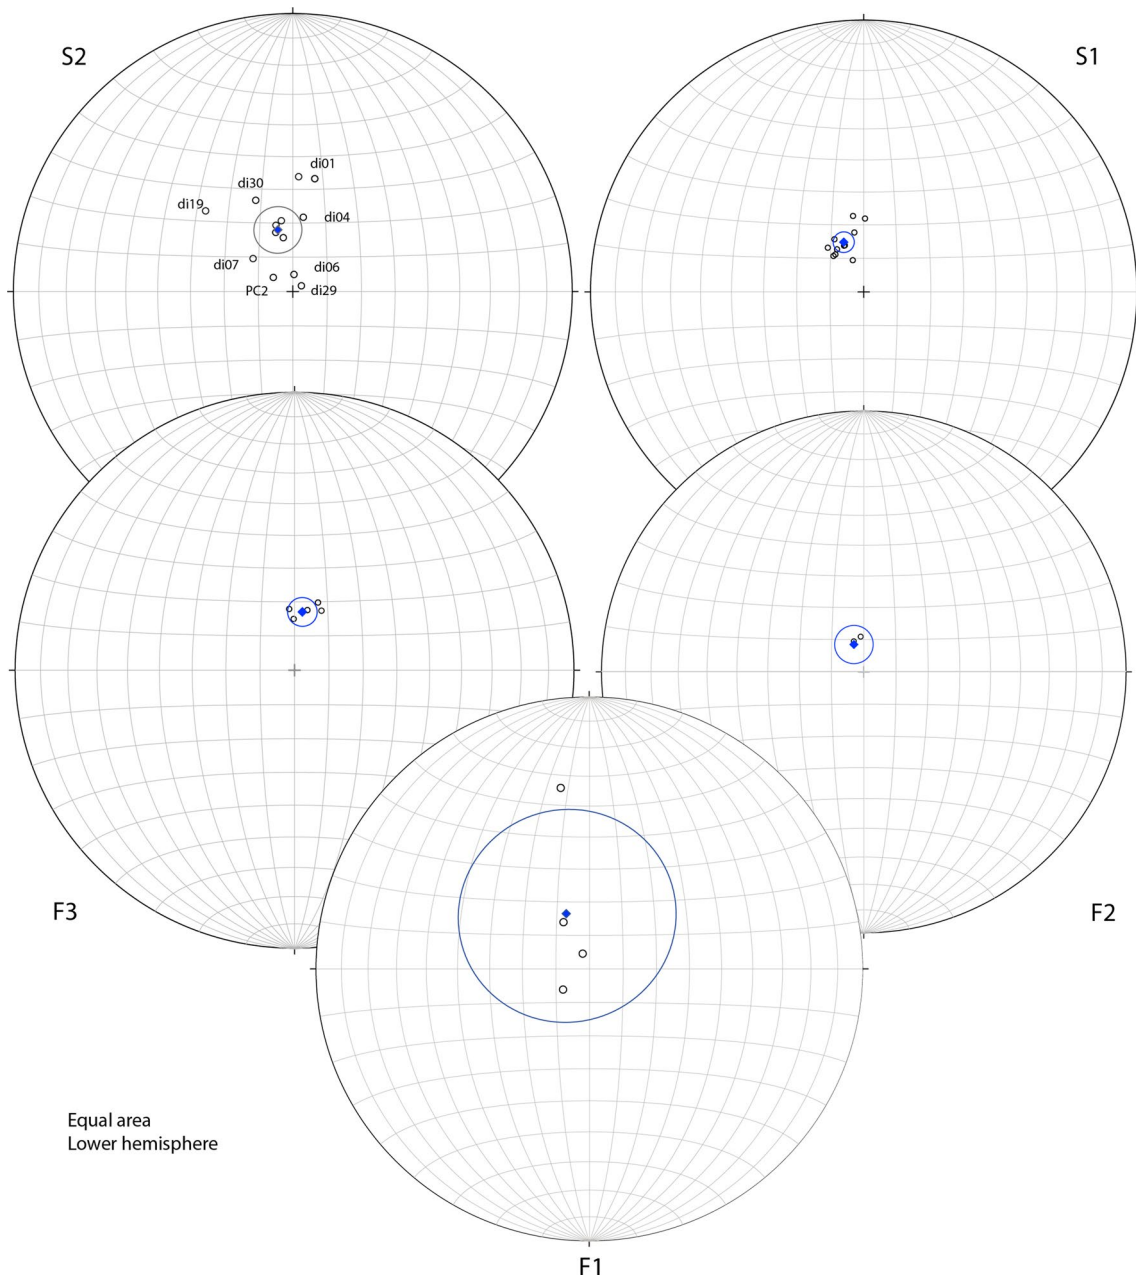 S2
S1
di01
di30
di19
di04
di07
di06
PC2
di29
F3
F2
Equal area
Lower hemisphere
F1